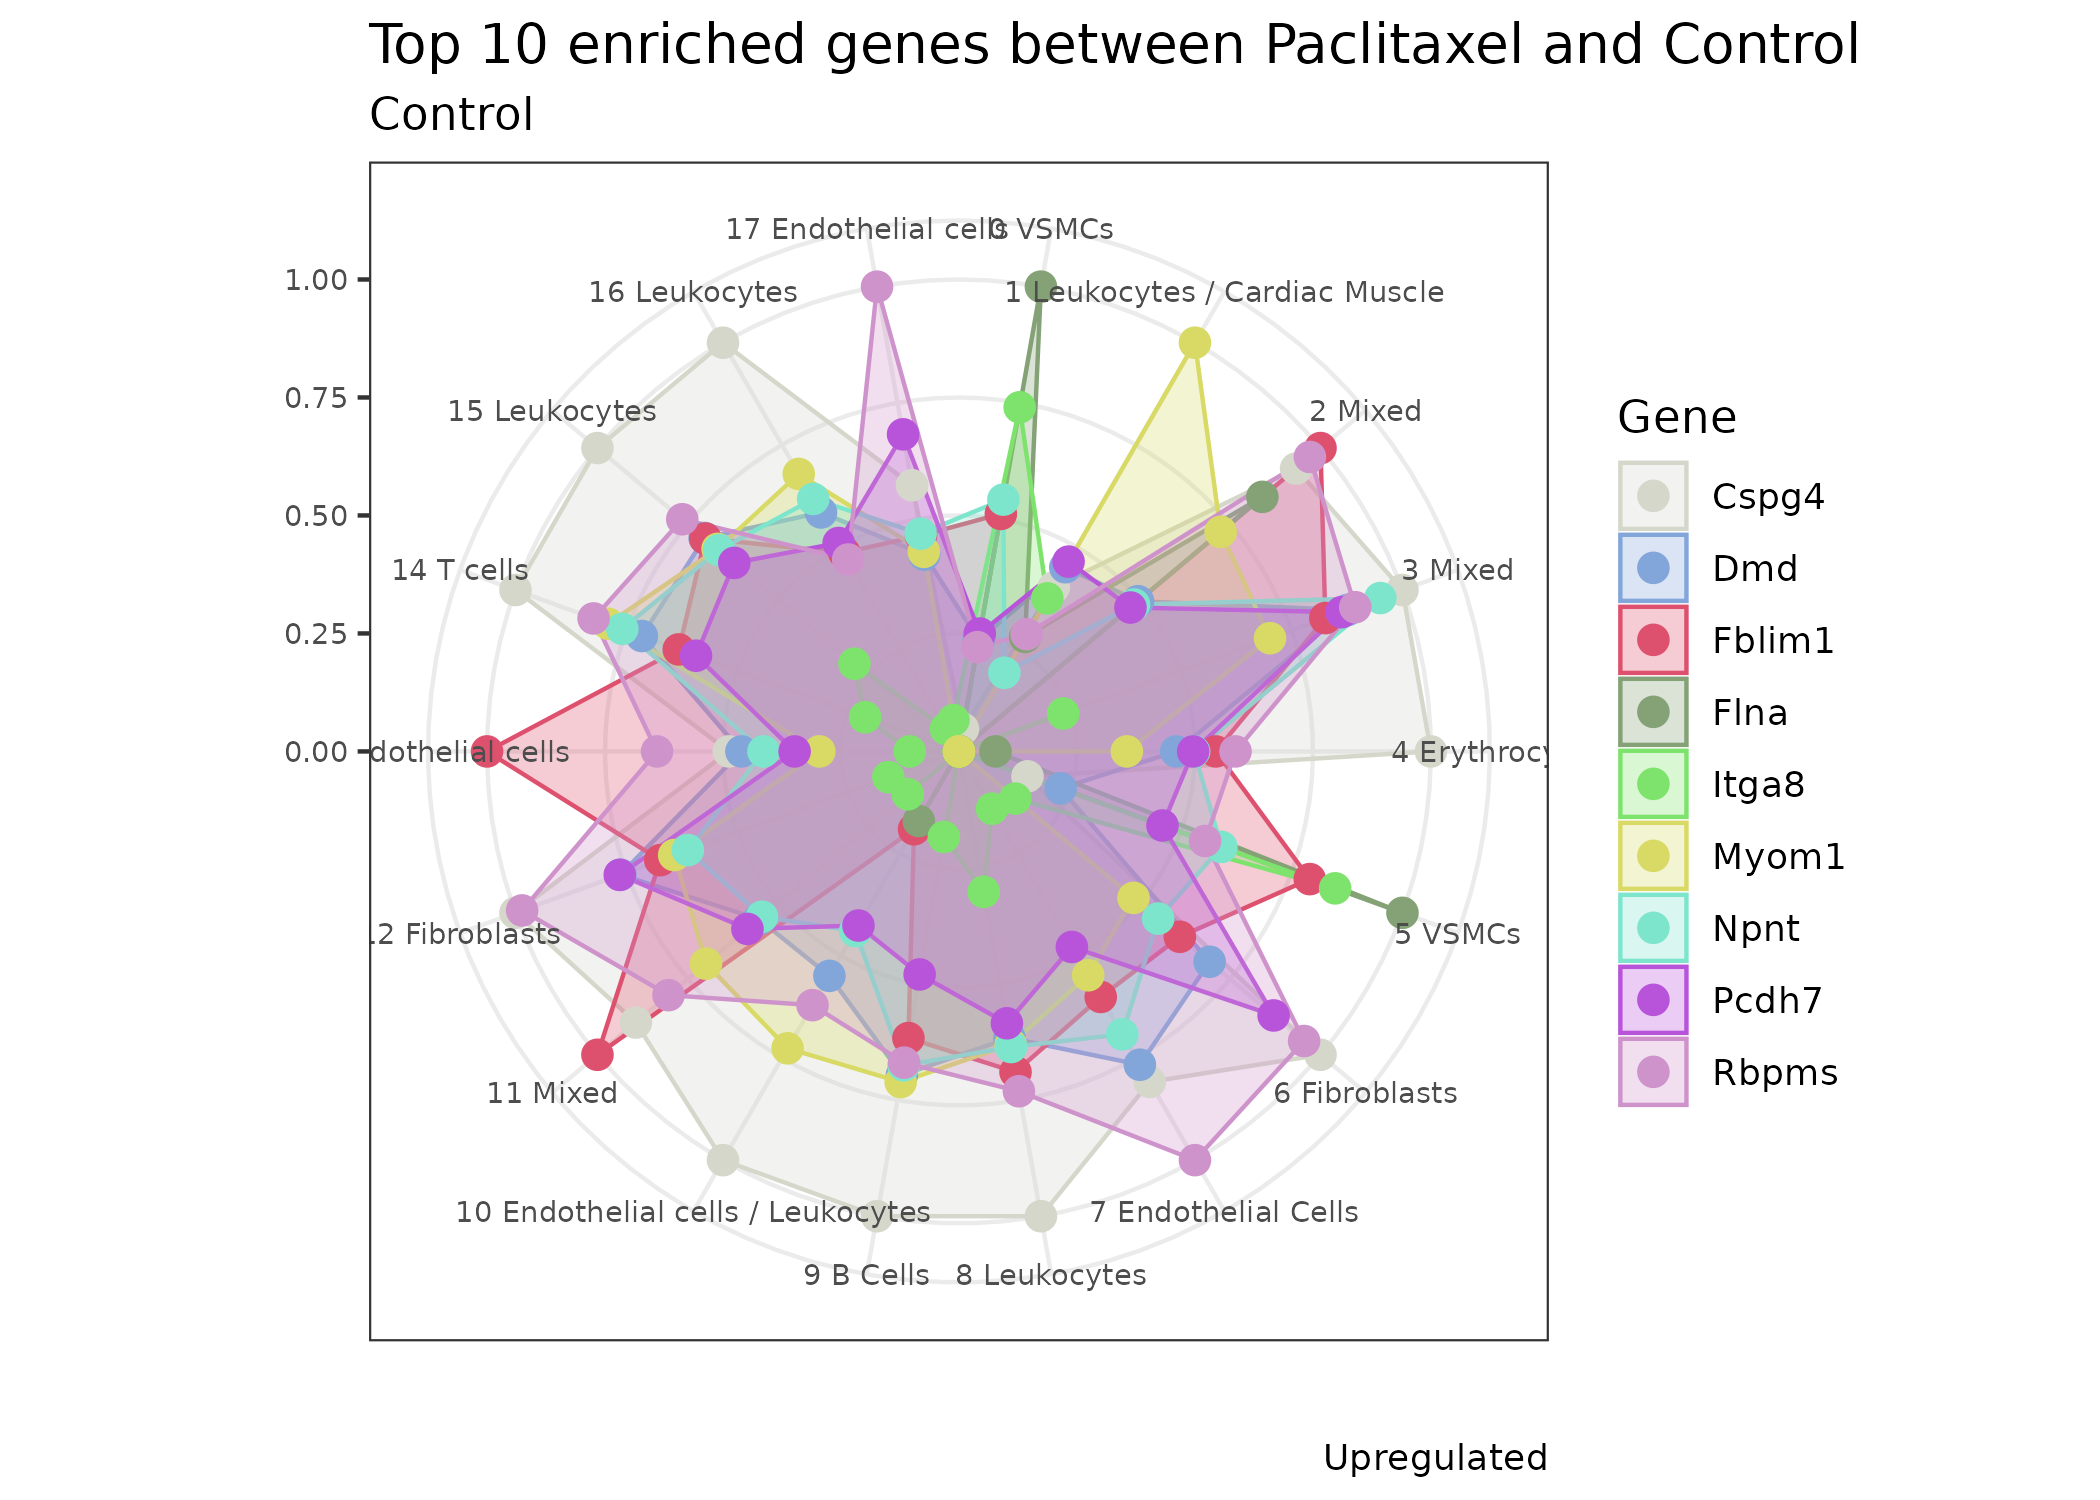 Top 10 enriched genes between Paclitaxel and Control
Control
17 Endothelial cells
0 VSMCs
16 Leukocytes
1 Leukocytes / Cardiac Muscle
15 Leukocytes
2 Mixed
14 T cells
3 Mixed
dothelial cells
4 Erythrocy
2 Fibroblasts
5 VSMCs
11 Mixed
6 Fibroblasts
10 Endothelial cells / Leukocytes
7 Endothelial Cells
9 B Cells
8 Leukocytes
1.00
0.75
0.50
0.25
0.00
Gene
Cspg4
Dmd
Fblim1
Flna
Itga8
Myom1
Npnt
Pcdh7
Rbpms
Upregulated